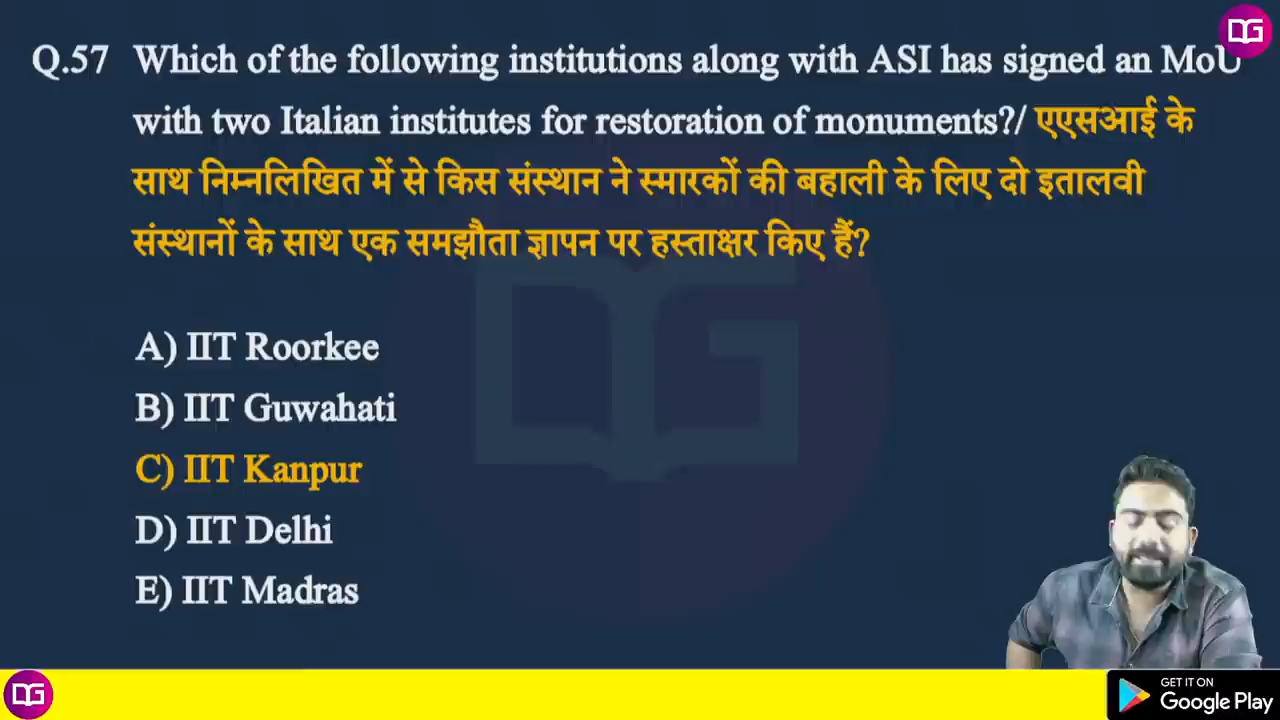 DG
Q.57 Which of the following institutions along with ASI has signed an MoU
with two Italian institutes for restoration of monuments?/ एएसआई के
साथ निम्नलिखित में से किस संस्थान ने स्मारकों की बहाली के लिए दो इतालवी
संस्थानों के साथ एक समझौता ज्ञापन पर हस्ताक्षर किए हैं?
DG
A) IIT Roorkee
B) IIT Guwahati
C) IIT Kanpur
D) IIT Delhi
E) IIT Madras
DG
GET IT ON
Google Play